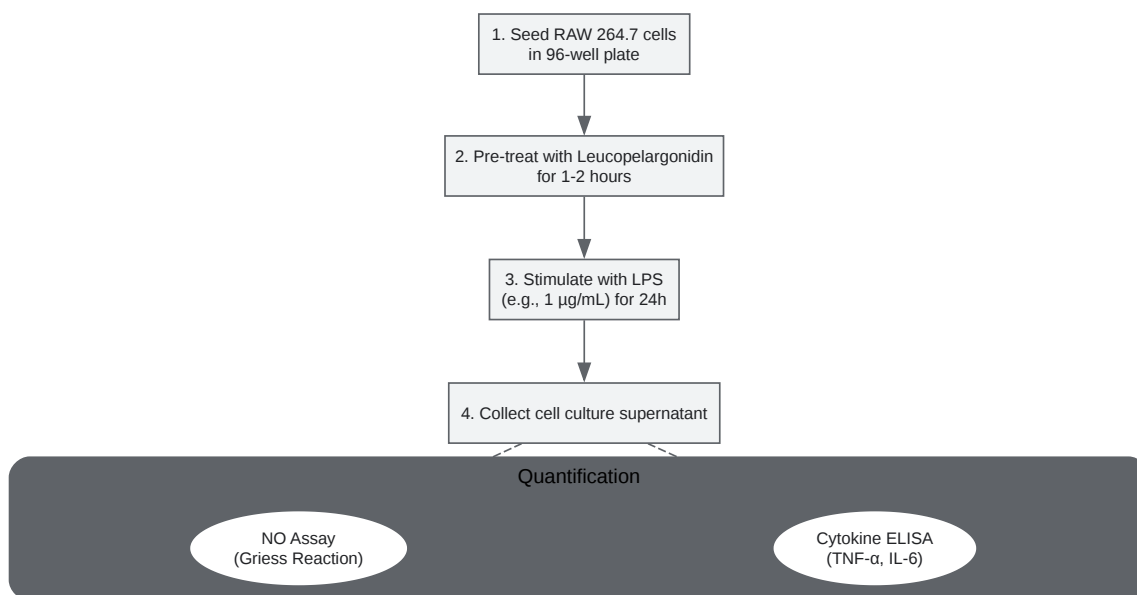 1. Seed RAW 264.7 cells
in 96-well plate
2. Pre-treat with Leucopelargonidin
for 1-2 hours
3. Stimulate with LPS
(e.g., 1 µg/mL) for 24h
4. Collect cell culture supernatant
Quantification
NO Assay
(Griess Reaction)
Cytokine ELISA
(TNF-α, IL-6)